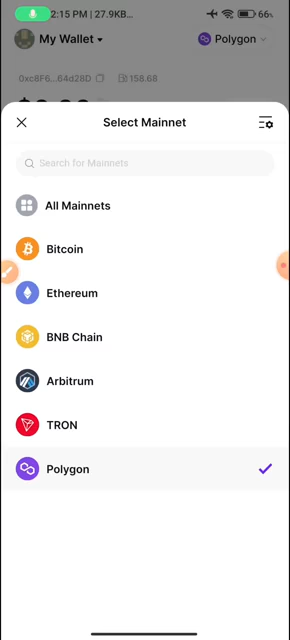 2:15 PM | 27.9KB...
66%
My Wallet
Polygon
0xc8F6...64d28D
158.68
Select Mainnet
Search for Mainnets
All Mainnets
Bitcoin
Ethereum
BNB Chain
Arbitrum
TRON
Polygon